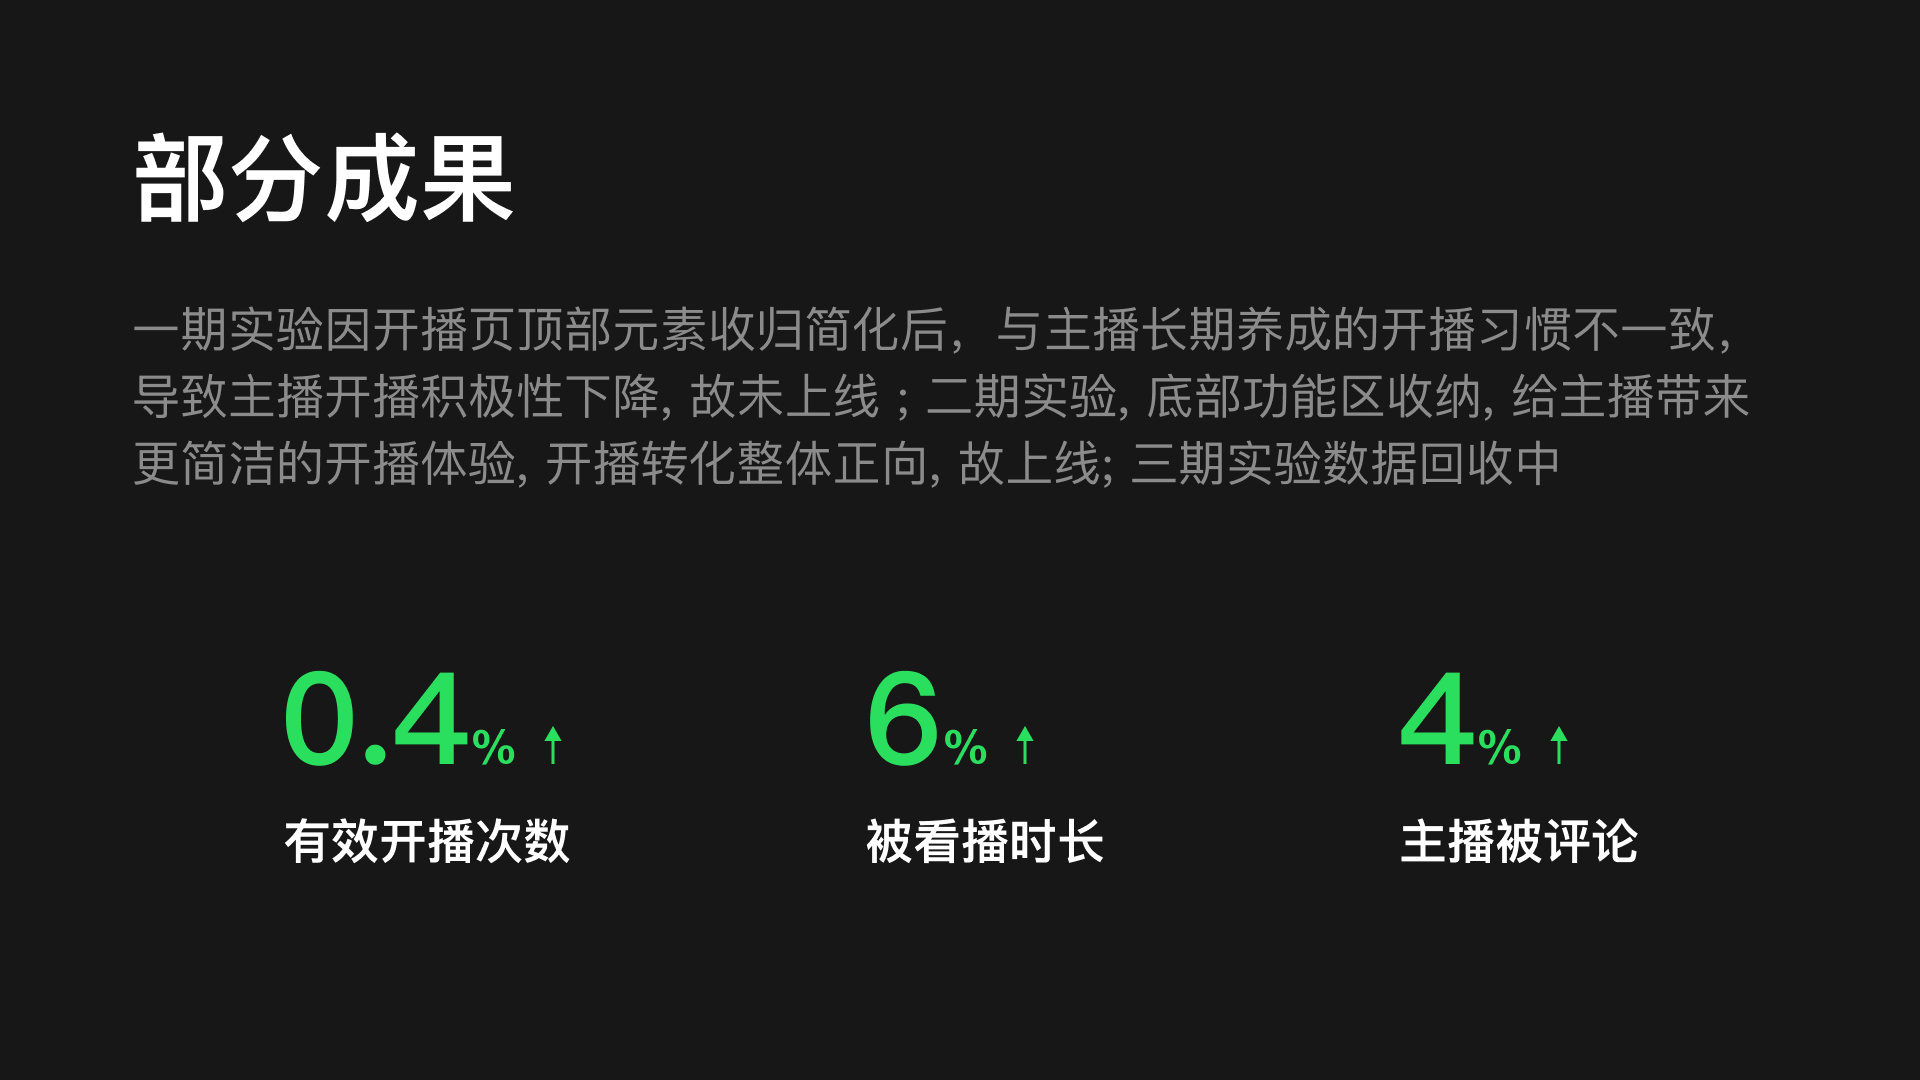 部分成果
一期实验因开播页顶部元素收归简化后，与主播长期养成的开播习惯不一致，
导致主播开播积极性下降, 故未上线；二期实验, 底部功能区收纳, 给主播带来
更简洁的开播体验, 开播转化整体正向, 故上线; 三期实验数据回收中
0.4% ↑
6% ↑
4% ↑
有效开播次数
被看播时长
主播被评论